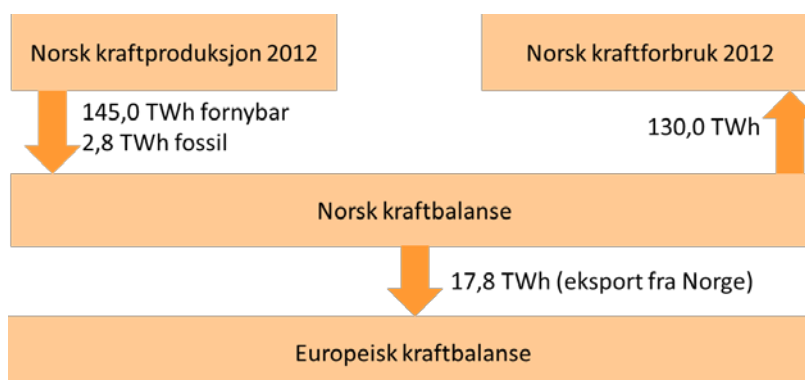 Norsk kraftproduksjon 2012
Norsk kraftforbruk 2012
145,0 TWh fornybar
2,8 TWh fossil
130,0 TWh
Norsk kraftbalanse
17,8 TWh (eksport fra Norge)
Europeisk kraftbalanse